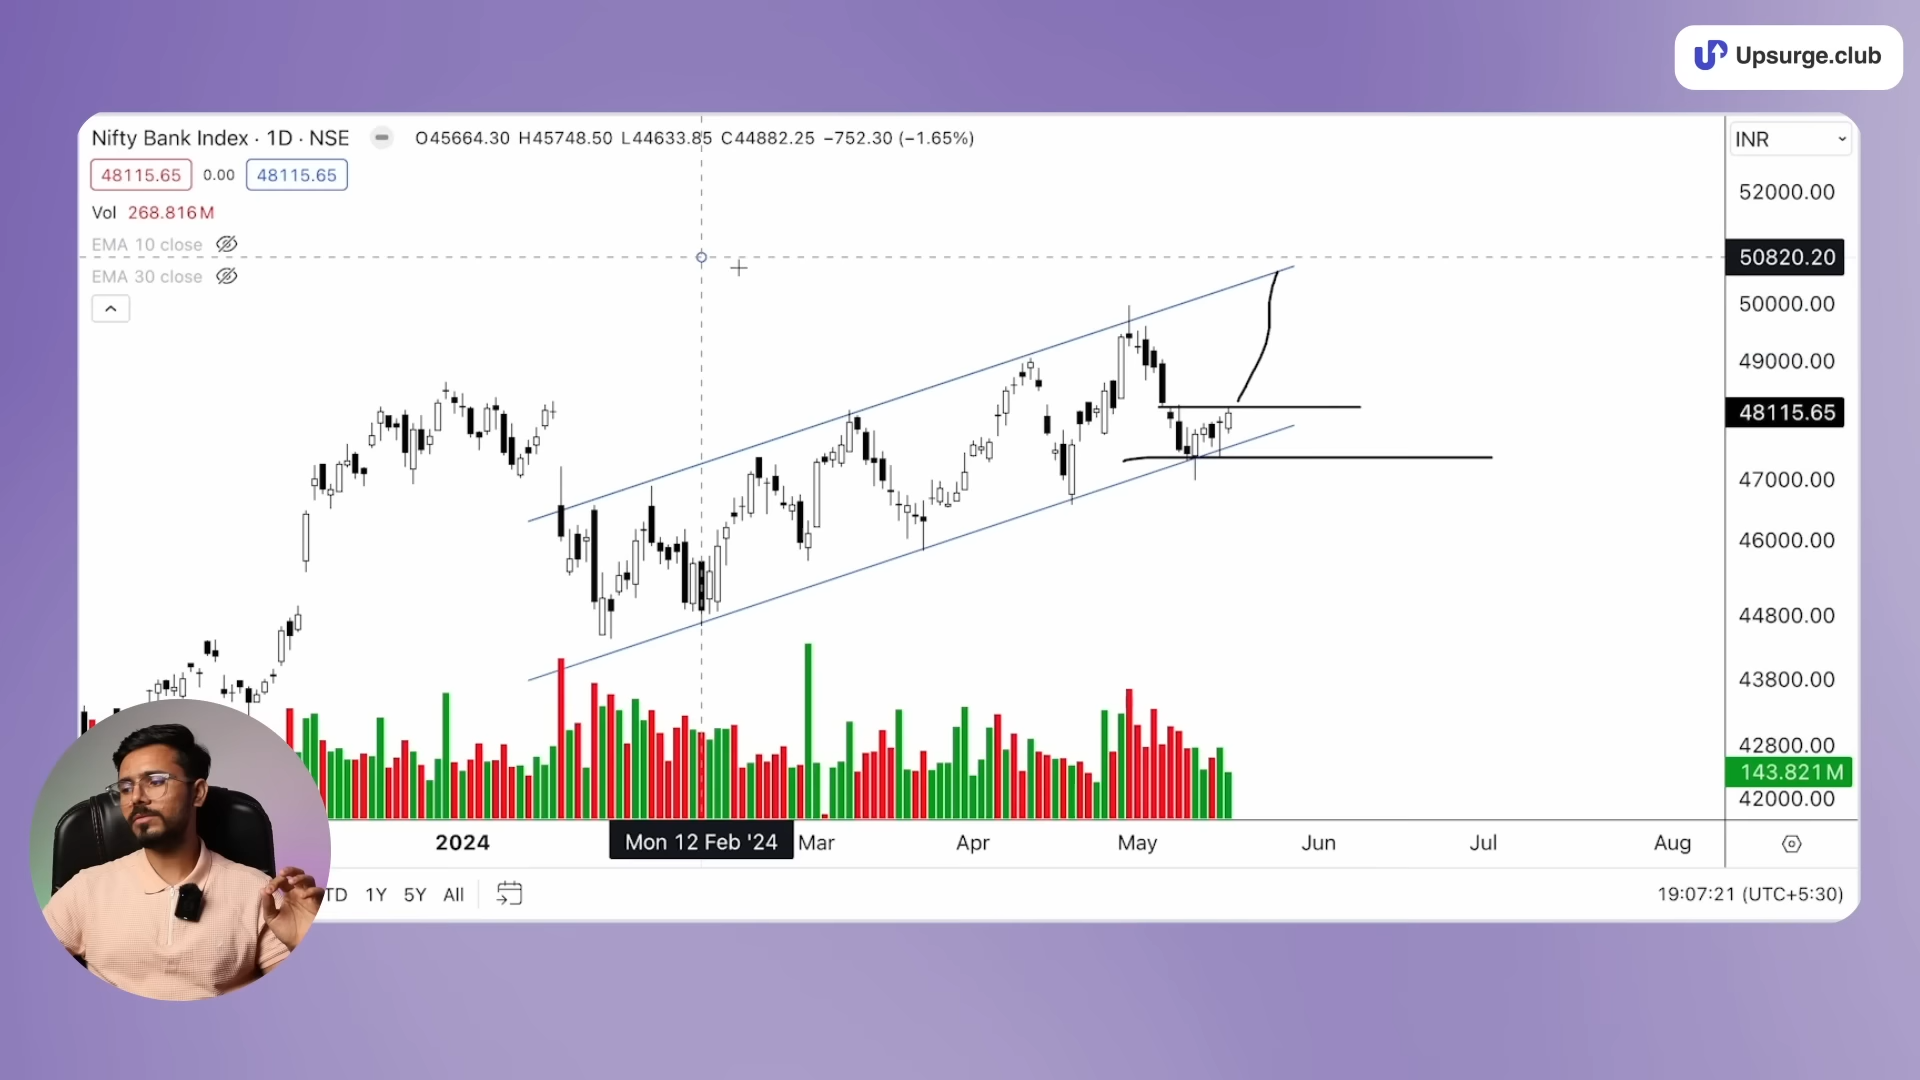 Upsurge.club
Nifty Bank Index · 1D · NSE
O45664.30 H45748.50 L44633.85 C44882.25 −752.30 (−1.65%)
INR
48115.65 0.00 48115.65
Vol 268.816M
EMA 10 close
EMA 30 close
52000.00
50820.20
50000.00
49000.00
48115.65
47000.00
46000.00
44800.00
43800.00
42800.00
143.821M
42000.00
2024 Mon 12 Feb '24 Mar Apr May Jun Jul Aug
TD 1Y 5Y All
19:07:21 (UTC+5:30)